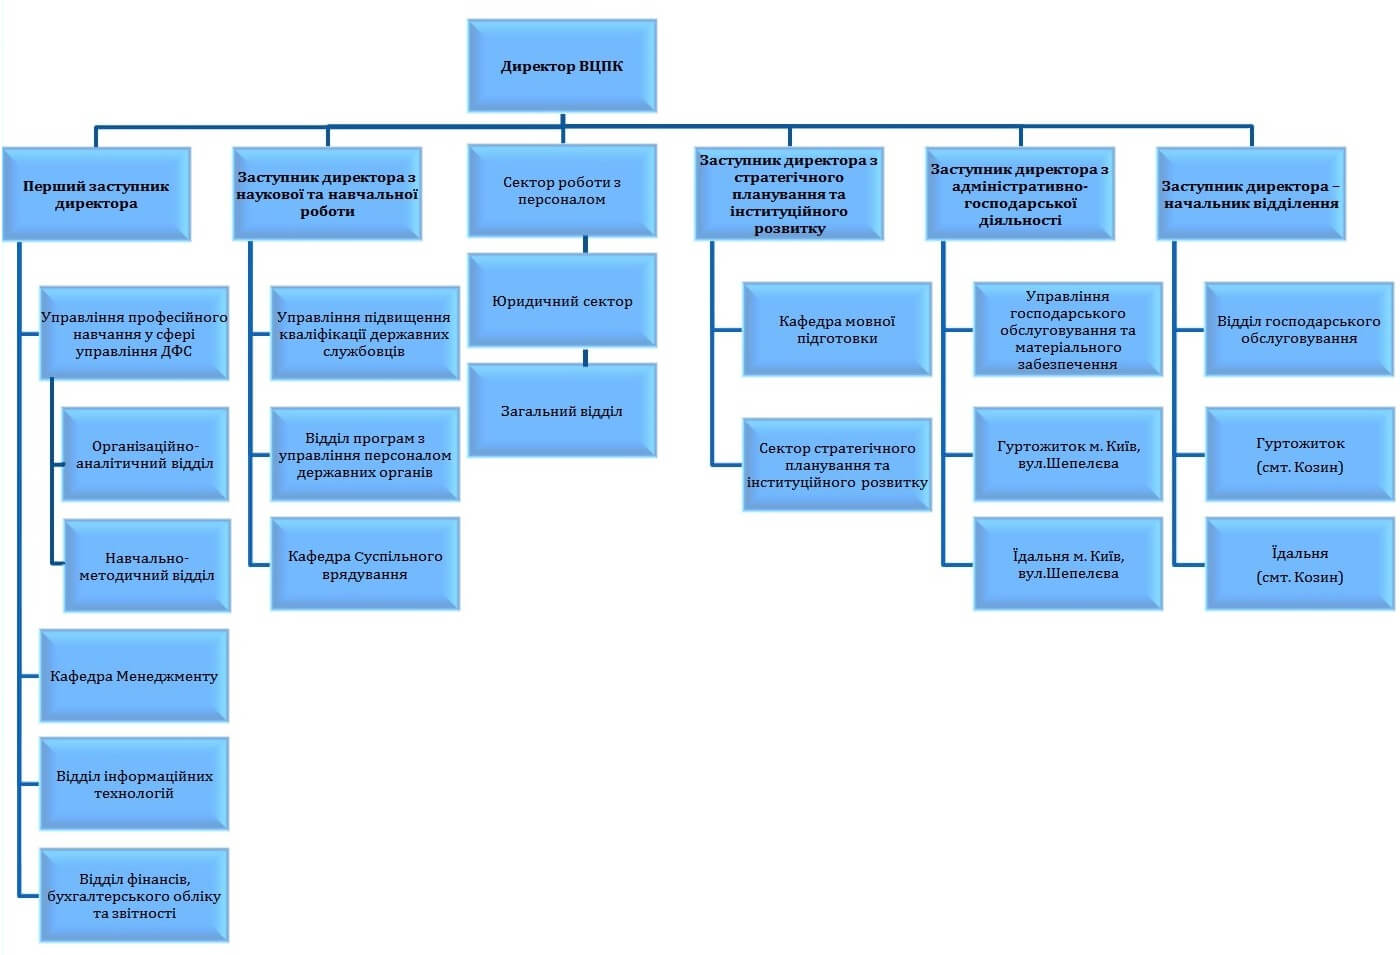 Директор ВЦПК
Перший заступник
директора
Управління професійного
навчання у сфері
управління ДФС
Організаційно-
аналітичний відділ
Навчально-
методичний відділ
Кафедра Менеджменту
Відділ інформаційних
технологій
Відділ фінансів,
бухгалтерського обліку
та звітності
Заступник директора з
наукової та навчальної
роботи
Управління підвищення
кваліфікації державних
службовців
Відділ програм з
управління персоналом
державних органів
Кафедра Суспільного
врядування
Сектор роботи з
персоналом
Юридичний сектор
Загальний відділ
Заступник директора з
стратегічного
планування та
інституційного
розвитку
Кафедра мовної
підготовки
Сектор стратегічного
планування та
інституційного розвитку
Заступник директора з
адміністративно-
господарської
діяльності
Управління
господарського
обслуговування та
матеріального
забезпечення
Гуртожиток м. Київ,
вул.Шепелєва
Їдальня м. Київ,
вул.Шепелєва
Заступник директора –
начальник відділення
Відділ господарського
обслуговування
Гуртожиток
(смт. Козин)
Їдальня
(смт. Козин)